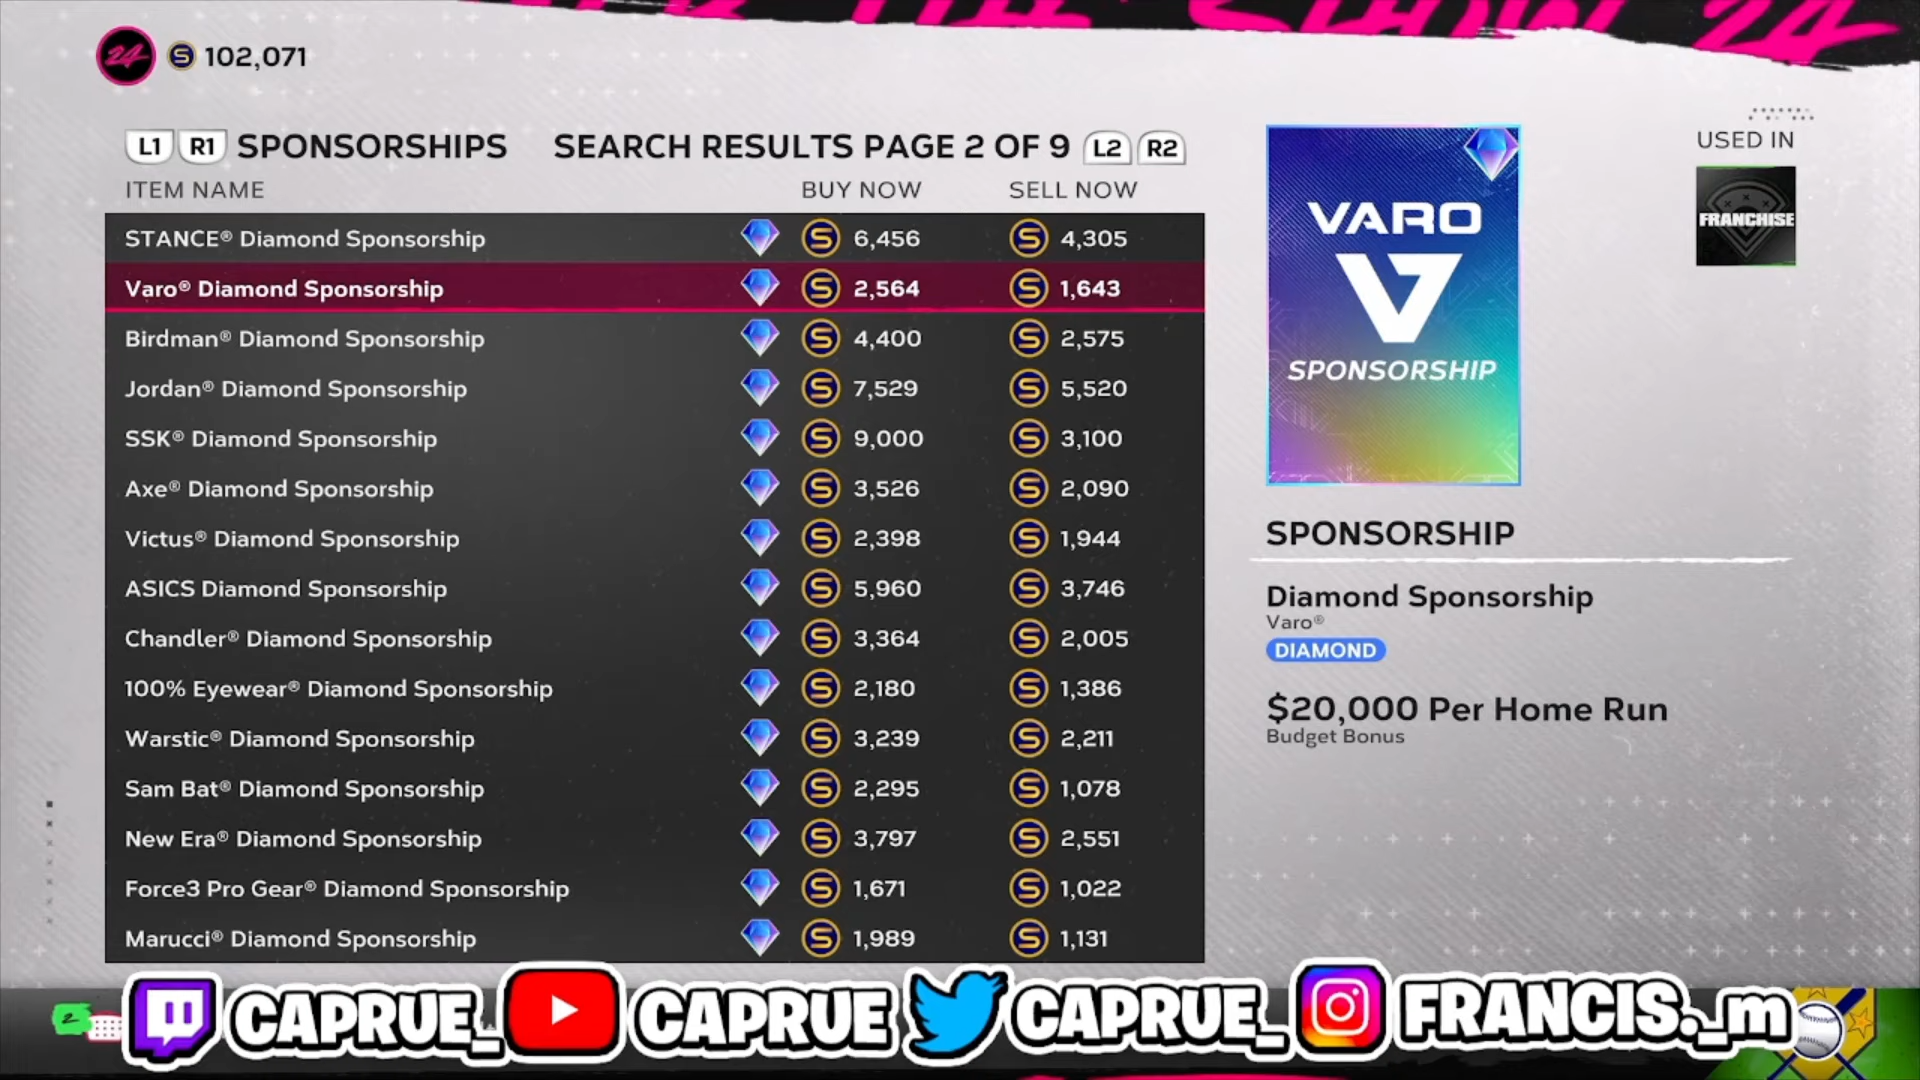 THE SHOW 24
24 S 102,071
L1 R1 SPONSORSHIPS SEARCH RESULTS PAGE 2 OF 9 L2 R2
ITEM NAME BUY NOW SELL NOW
STANCE® Diamond Sponsorship S 6,456 S 4,305
Varo® Diamond Sponsorship S 2,564 S 1,643
Birdman® Diamond Sponsorship S 4,400 S 2,575
Jordan® Diamond Sponsorship S 7,529 S 5,520
SSK® Diamond Sponsorship S 9,000 S 3,100
Axe® Diamond Sponsorship S 3,526 S 2,090
Victus® Diamond Sponsorship S 2,398 S 1,944
ASICS Diamond Sponsorship S 5,960 S 3,746
Chandler® Diamond Sponsorship S 3,364 S 2,005
100% Eyewear® Diamond Sponsorship S 2,180 S 1,386
Warstic® Diamond Sponsorship S 3,239 S 2,211
Sam Bat® Diamond Sponsorship S 2,295 S 1,078
New Era® Diamond Sponsorship S 3,797 S 2,551
Force3 Pro Gear® Diamond Sponsorship S 1,671 S 1,022
Marucci® Diamond Sponsorship S 1,989 S 1,131
VARO
V
SPONSORSHIP
USED IN
FRANCHISE
SPONSORSHIP
Diamond Sponsorship
Varo®
DIAMOND
$20,000 Per Home Run
Budget Bonus
CAPRUE_ CAPRUE CAPRUE_ FRANCIS._m